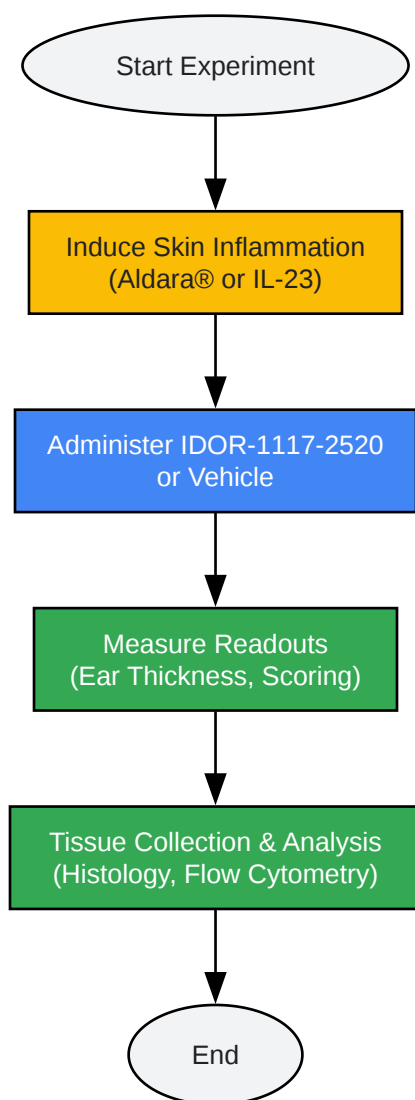 Start Experiment
Induce Skin Inflammation
(Aldara® or IL-23)
Administer IDOR-1117-2520
or Vehicle
Measure Readouts
(Ear Thickness, Scoring)
Tissue Collection & Analysis
(Histology, Flow Cytometry)
End